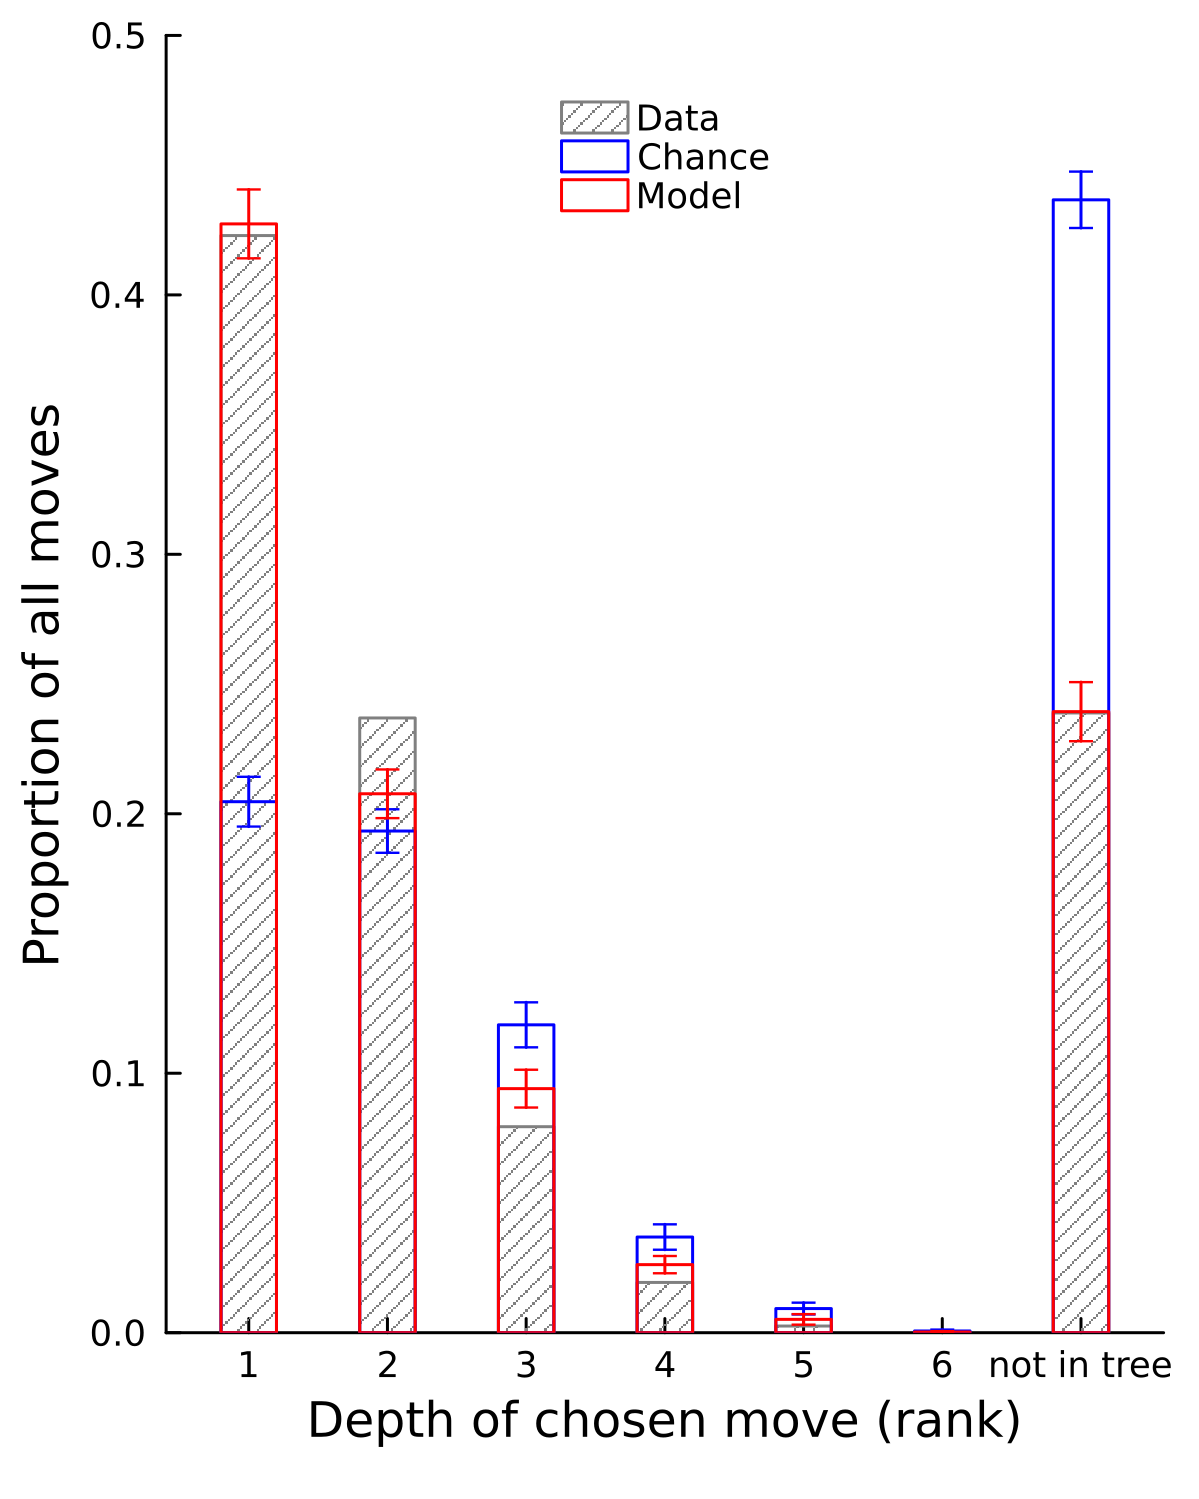 0.5
0.4
0.3
0.2
0.1
0.0
Proportion of all moves
Data
Chance
Model
1 2 3 4 5 6 not in tree
Depth of chosen move (rank)